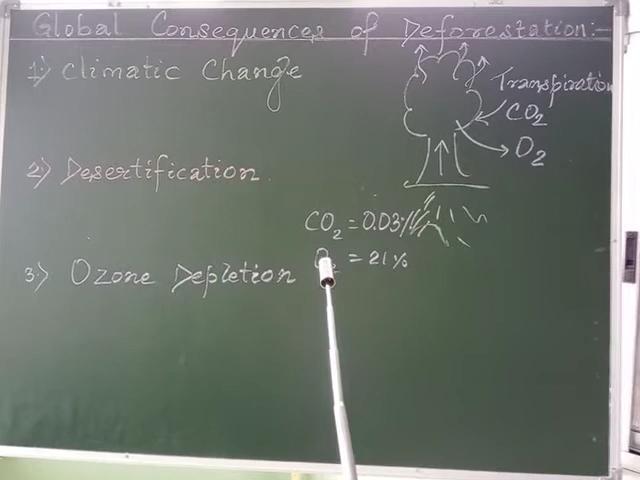 Global Consequences of Deforestation:-
1) Climatic Change
Transpiration
CO2
O2
2) Desertification
CO2 = 0.03%
= 21%
3) Ozone Depletion